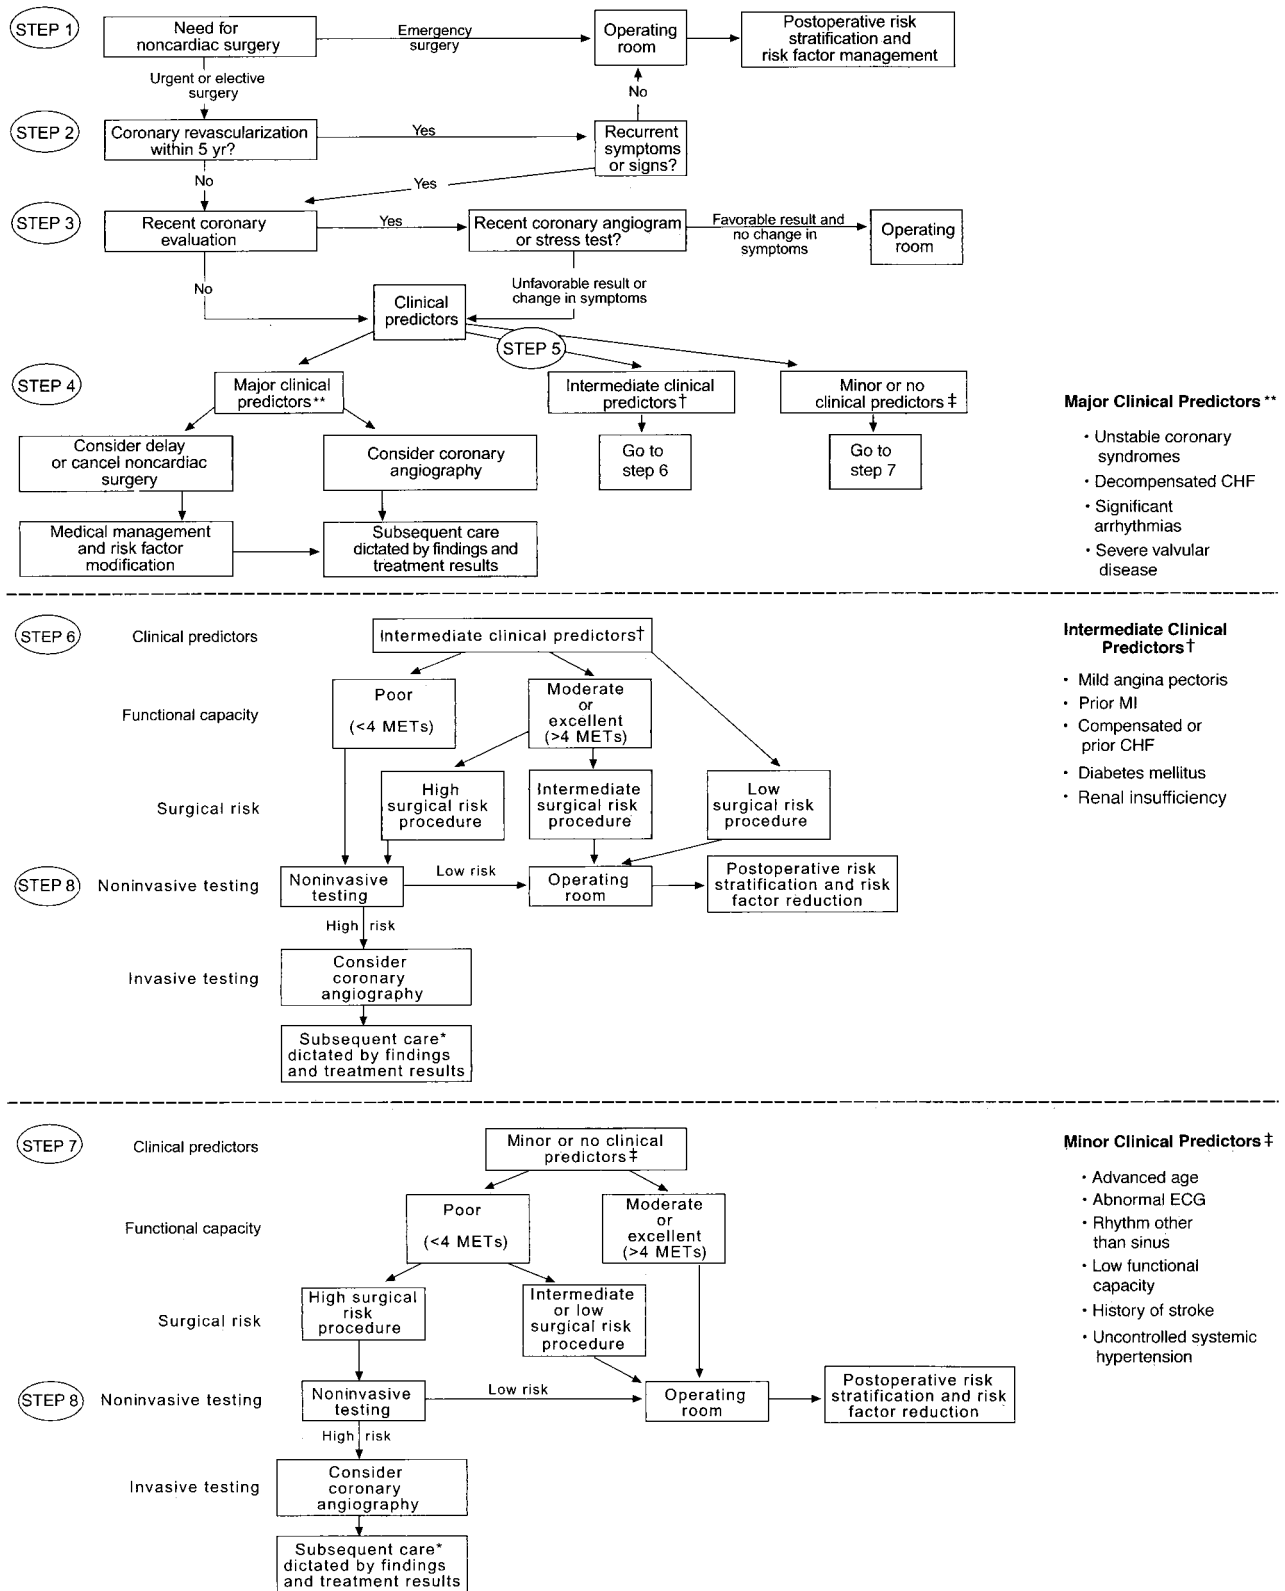 STEP 1
Need for
noncardiac surgery
Emergency
surgery
Operating
room
Postoperative risk
stratification and
risk factor management
Urgent or elective
surgery
No
STEP 2
Coronary revascularization
within 5 yr?
Yes
Recurrent
symptoms
or signs?
No
Yes
STEP 3
Recent coronary
evaluation
Yes
Recent coronary angiogram
or stress test?
Favorable result and
no change in
symptoms
Operating
room
No
Unfavorable result or
change in symptoms
Clinical
predictors
STEP 5
STEP 4
Major clinical
predictors**
Intermediate clinical
predictors†
Minor or no
clinical predictors‡
Consider delay
or cancel noncardiac
surgery
Consider coronary
angiography
Go to
step 6
Go to
step 7
Medical management
and risk factor
modification
Subsequent care
dictated by findings and
treatment results
Major Clinical Predictors**
· Unstable coronary
syndromes
· Decompensated CHF
· Significant
arrhythmias
· Severe valvular
disease
STEP 6
Clinical predictors
Intermediate clinical predictors†
Functional capacity
Poor
(<4 METs)
Moderate
or
excellent
(>4 METs)
Surgical risk
High
surgical risk
procedure
Intermediate
surgical risk
procedure
Low
surgical risk
procedure
STEP 8
Noninvasive testing
Noninvasive
testing
Low risk
Operating
room
Postoperative risk
stratification and risk
factor reduction
High risk
Invasive testing
Consider
coronary
angiography
Subsequent care*
dictated by findings
and treatment results
Intermediate Clinical
Predictors†
· Mild angina pectoris
· Prior MI
· Compensated or
prior CHF
· Diabetes mellitus
· Renal insufficiency
STEP 7
Clinical predictors
Minor or no clinical
predictors‡
Functional capacity
Poor
(<4 METs)
Moderate
or
excellent
(>4 METs)
Surgical risk
High surgical
risk
procedure
Intermediate
or low
surgical risk
procedure
STEP 8
Noninvasive testing
Noninvasive
testing
Low risk
Operating
room
Postoperative risk
stratification and risk
factor reduction
High risk
Invasive testing
Consider
coronary
angiography
Subsequent care*
dictated by findings
and treatment results
Minor Clinical Predictors‡
· Advanced age
· Abnormal ECG
· Rhythm other
than sinus
· Low functional
capacity
· History of stroke
· Uncontrolled systemic
hypertension